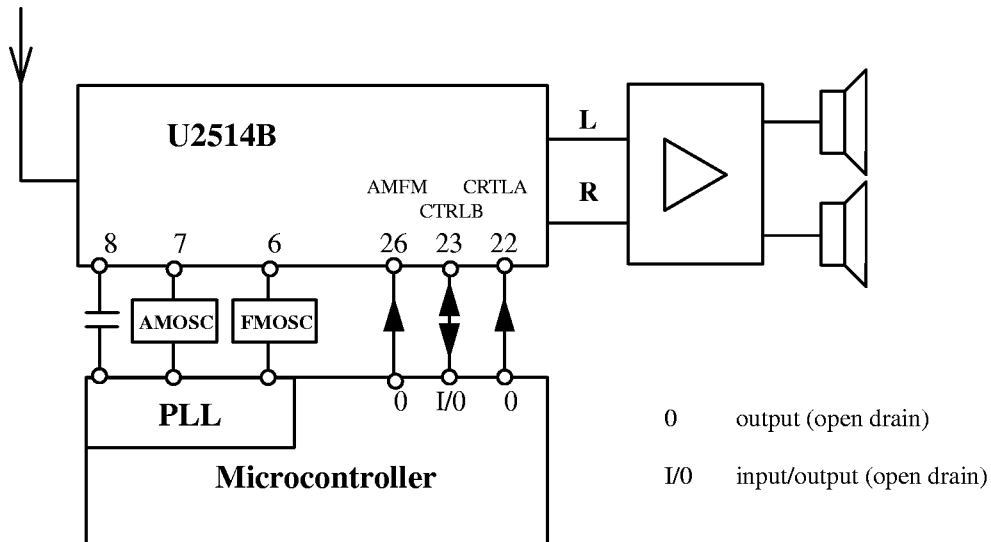 U2514B
L
R
AMFM CRTLA
CTRLB
8 7 6 26 23 22
AMOSC FMOSC
0 I/0 0
PLL
Microcontroller
0 output (open drain)
I/0 input/output (open drain)